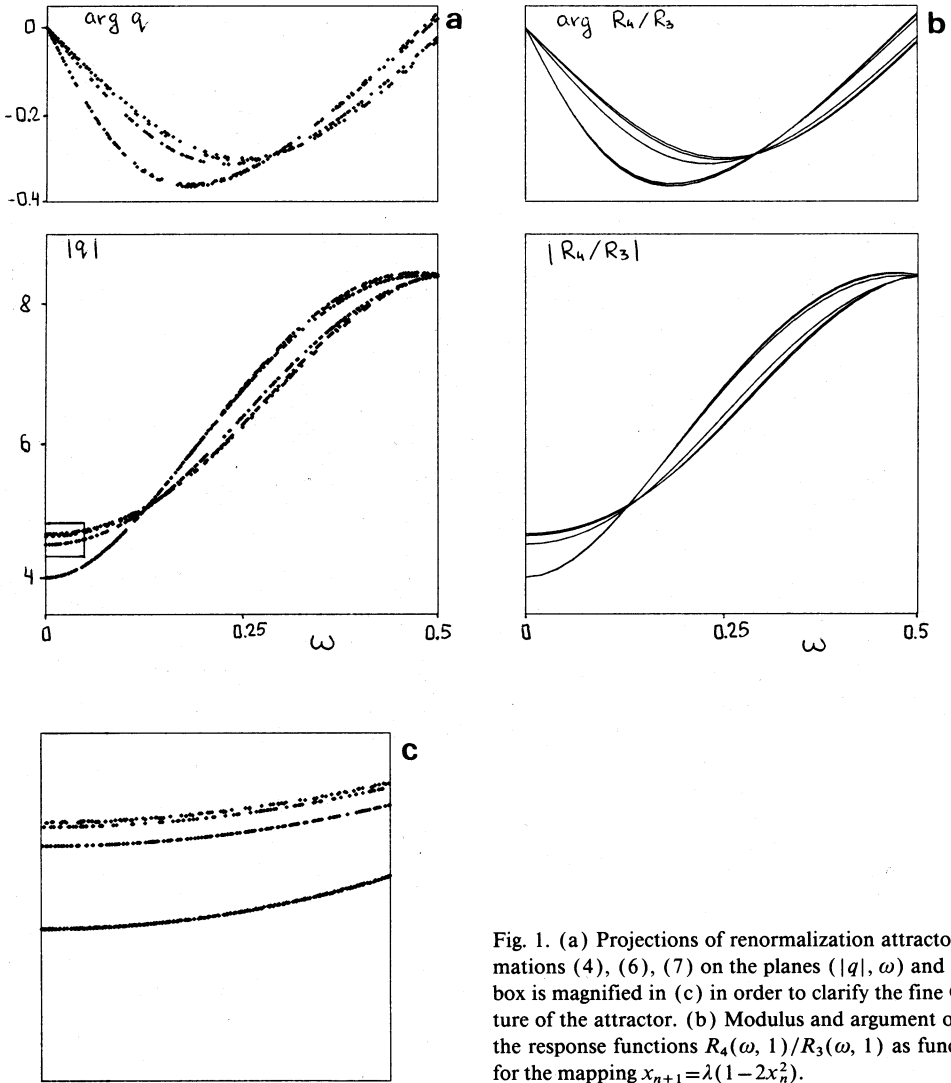 arg q
a
0
-0.2
-0.4
arg R₄/R₃
b
|q|
8
6
4
0
0.25
0.5
ω
|R₄/R₃|
0
0.25
0.5
ω
c
Fig. 1. (a) Projections of renormalization attracto
mations (4), (6), (7) on the planes (|q|, ω) and
box is magnified in (c) in order to clarify the fine
ture of the attractor. (b) Modulus and argument o
the response functions R₄(ω, 1)/R₃(ω, 1) as func
for the mapping xₙ₊₁=λ(1−2xₙ²).